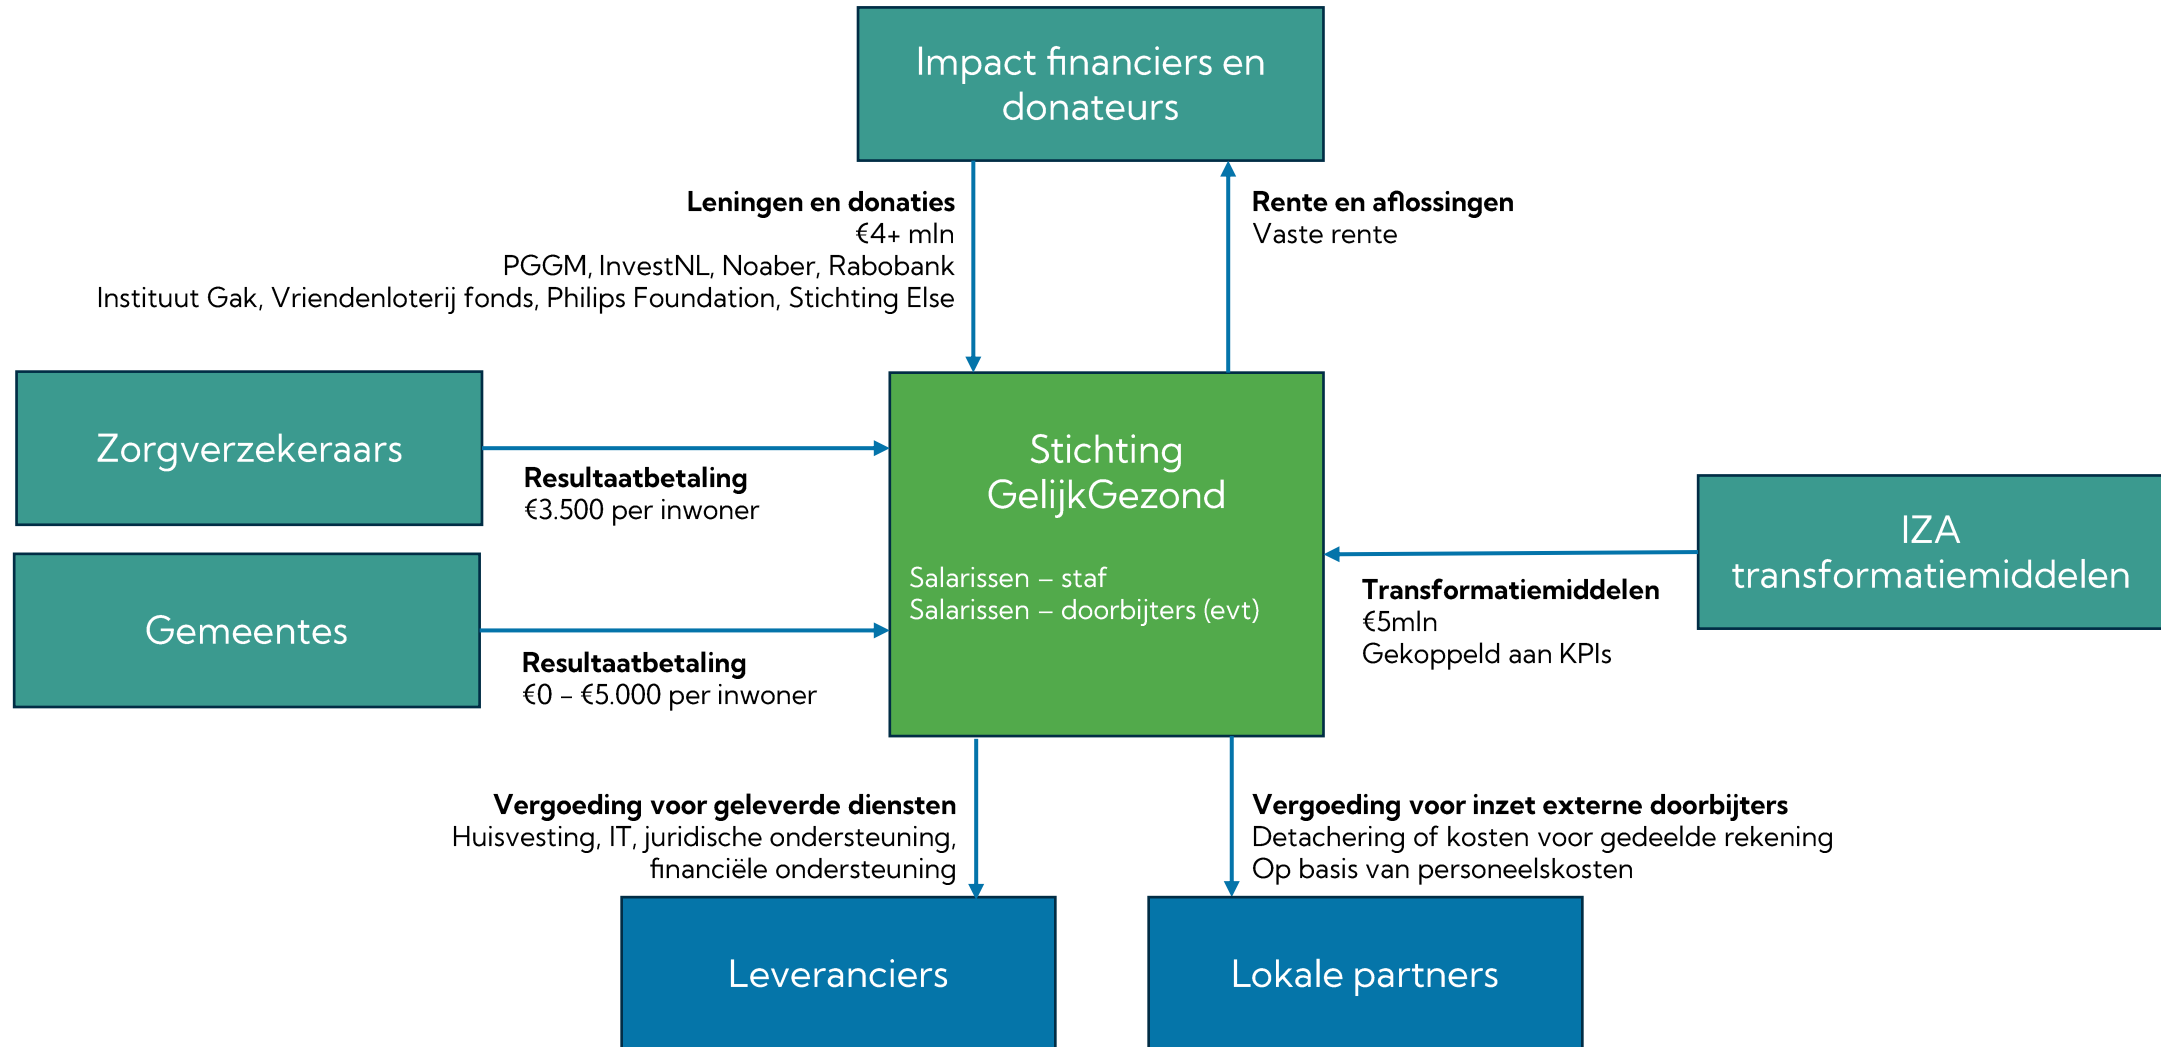 Impact financiers en
donateurs
Leningen en donaties
€4+ mln
PGGM, InvestNL, Noaber, Rabobank
Instituut Gak, Vriendenloterij fonds, Philips Foundation, Stichting Else
Rente en aflossingen
Vaste rente
Zorgverzekeraars
Resultaatbetaling
€3.500 per inwoner
Gemeentes
Resultaatbetaling
€0 – €5.000 per inwoner
Stichting
GelijkGezond
Salarissen – staf
Salarissen – doorbijters (evt)
IZA
transformatiemiddelen
Transformatiemiddelen
€5mln
Gekoppeld aan KPIs
Vergoeding voor geleverde diensten
Huisvesting, IT, juridische ondersteuning,
financiële ondersteuning
Vergoeding voor inzet externe doorbijters
Detachering of kosten voor gedeelde rekening
Op basis van personeelskosten
Leveranciers
Lokale partners